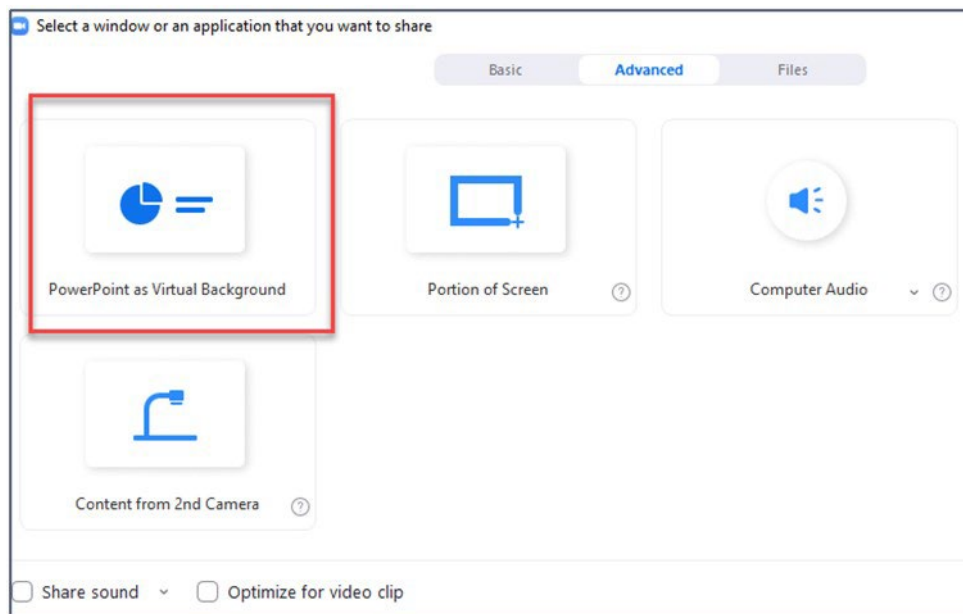 Select a window or an application that you want to share
Basic Advanced Files
PowerPoint as Virtual Background
Portion of Screen ?
Computer Audio ?
Content from 2nd Camera ?
Share sound Optimize for video clip